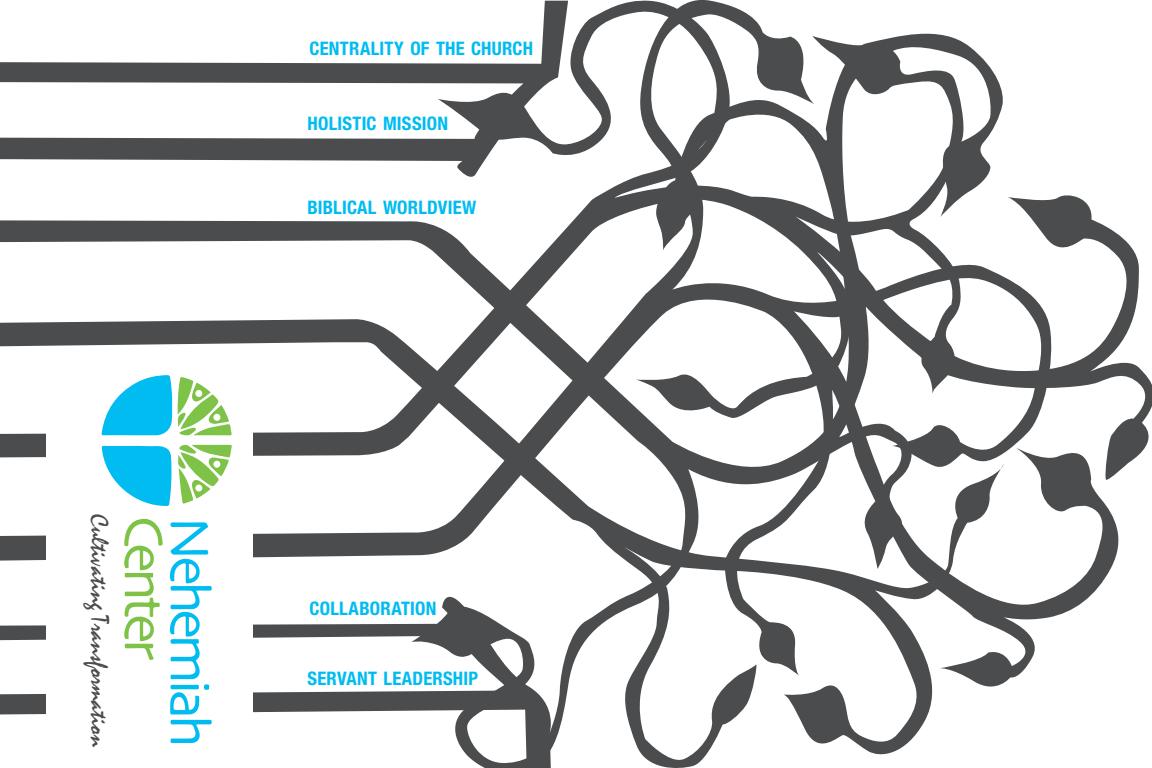 CENTRALITY OF THE CHURCH
HOLISTIC MISSION
BIBLICAL WORLDVIEW
COLLABORATION
SERVANT LEADERSHIP
Nehemiah
Center
Cultivating Transformation